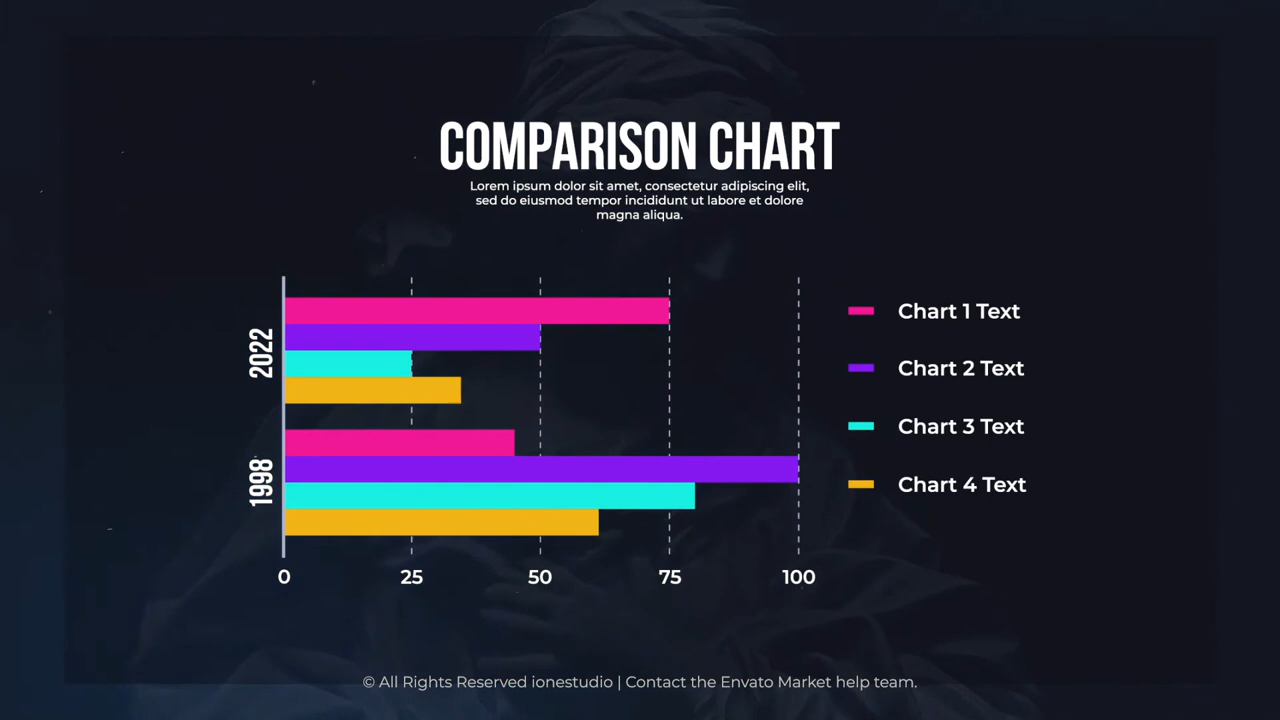 COMPARISON CHART
Lorem ipsum dolor sit amet, consectetur adipiscing elit,
sed do eiusmod tempor incididunt ut labore et dolore
magna aliqua.
2022
1998
0 25 50 75 100
Chart 1 Text
Chart 2 Text
Chart 3 Text
Chart 4 Text
© All Rights Reserved ionestudio | Contact the Envato Market help team.